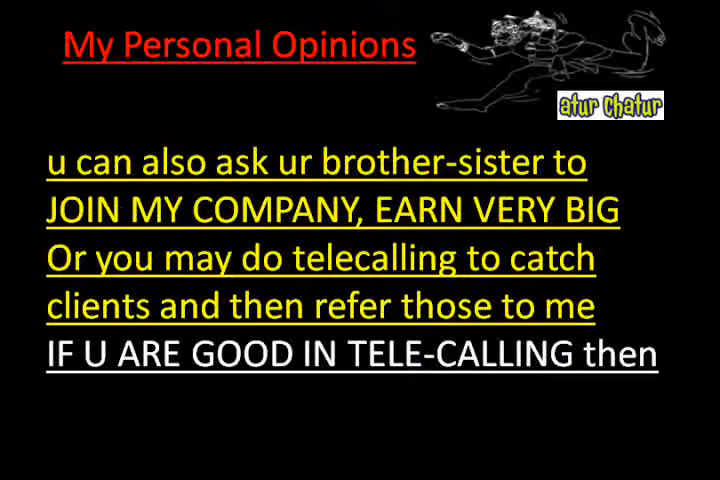 My Personal Opinions
atur chatur
u can also ask ur brother-sister to
JOIN MY COMPANY, EARN VERY BIG
Or you may do telecalling to catch
clients and then refer those to me
IF U ARE GOOD IN TELE-CALLING then